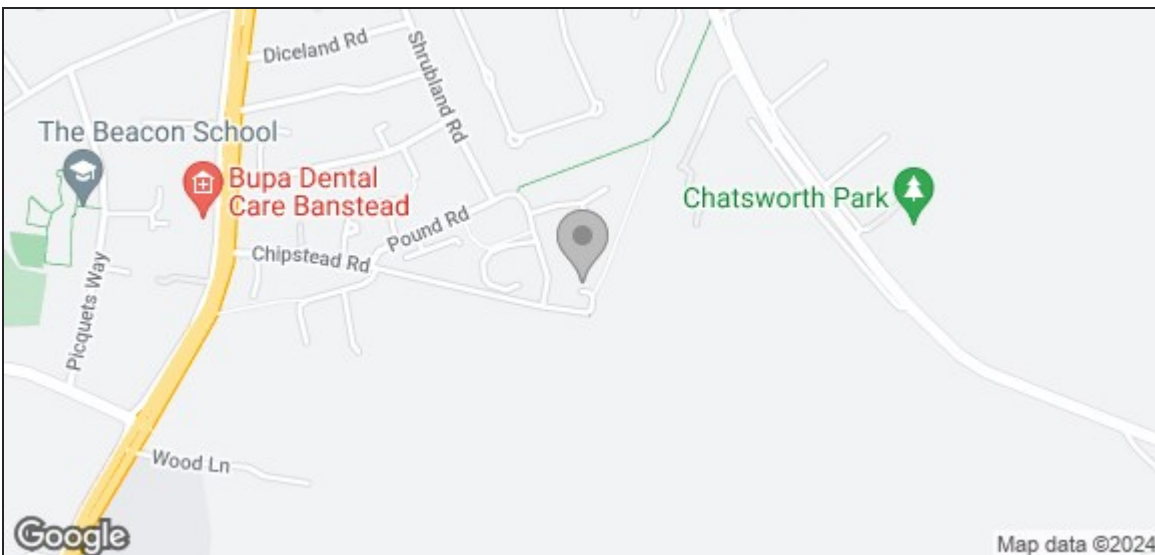 Diceland Rd
Shrubland Rd
The Beacon School
Bupa Dental
Care Banstead
Chatsworth Park
Pound Rd
Chipstead Rd
Picquets Way
Wood Ln
Google
Map data ©2024